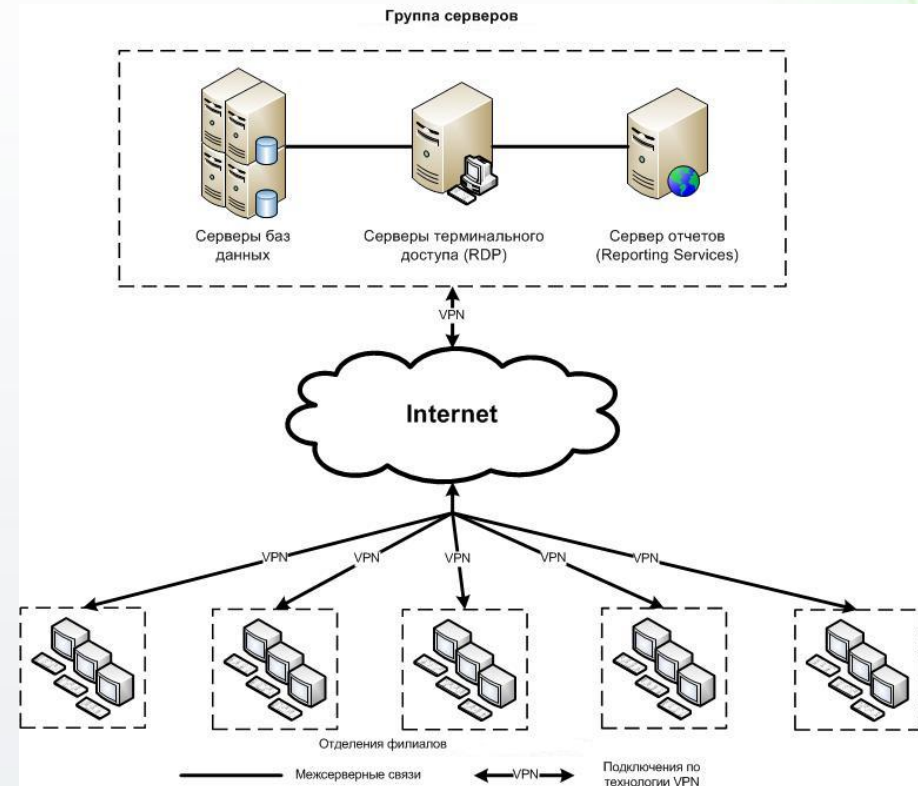 Группа серверов
Серверы баз
данных
Серверы терминального
доступа (RDP)
Сервер отчетов
(Reporting Services)
VPN
Internet
VPN
VPN
VPN
VPN
VPN
Отделения филиалов
Межсерверные связи
VPN
Подключения по
технологии VPN